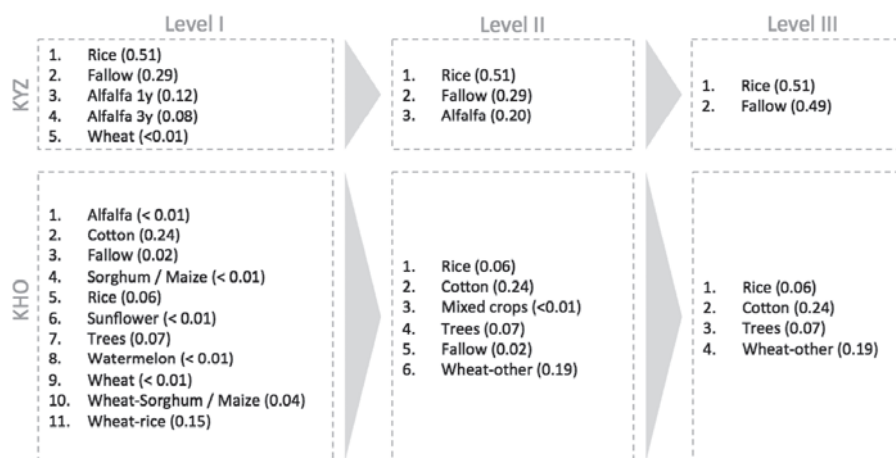 Level I
Level II
Level III
KYZ
1. Rice (0.51)
2. Fallow (0.29)
3. Alfalfa 1y (0.12)
4. Alfalfa 3y (0.08)
5. Wheat (<0.01)
1. Rice (0.51)
2. Fallow (0.29)
3. Alfalfa (0.20)
1. Rice (0.51)
2. Fallow (0.49)
KHO
1. Alfalfa (< 0.01)
2. Cotton (0.24)
3. Fallow (0.02)
4. Sorghum / Maize (< 0.01)
5. Rice (0.06)
6. Sunflower (< 0.01)
7. Trees (0.07)
8. Watermelon (< 0.01)
9. Wheat (< 0.01)
10. Wheat-Sorghum / Maize (0.04)
11. Wheat-rice (0.15)
1. Rice (0.06)
2. Cotton (0.24)
3. Mixed crops (<0.01)
4. Trees (0.07)
5. Fallow (0.02)
6. Wheat-other (0.19)
1. Rice (0.06)
2. Cotton (0.24)
3. Trees (0.07)
4. Wheat-other (0.19)